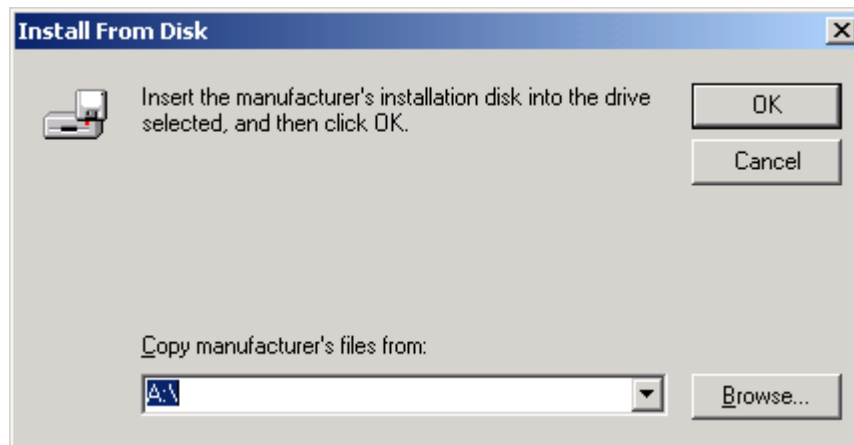 Install From Disk
Insert the manufacturer's installation disk into the drive
selected, and then click OK.
OK
Cancel
Copy manufacturer's files from:
A:\
Browse...